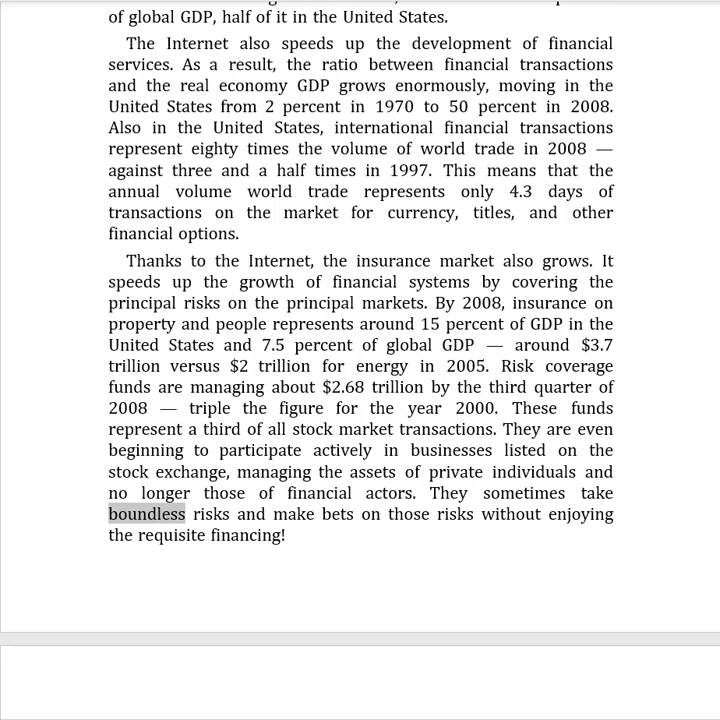 of global GDP, half of it in the United States.
The Internet also speeds up the development of financial
services. As a result, the ratio between financial transactions
and the real economy GDP grows enormously, moving in the
United States from 2 percent in 1970 to 50 percent in 2008.
Also in the United States, international financial transactions
represent eighty times the volume of world trade in 2008 —
against three and a half times in 1997. This means that the
annual volume world trade represents only 4.3 days of
transactions on the market for currency, titles, and other
financial options.
Thanks to the Internet, the insurance market also grows. It
speeds up the growth of financial systems by covering the
principal risks on the principal markets. By 2008, insurance on
property and people represents around 15 percent of GDP in the
United States and 7.5 percent of global GDP — around $3.7
trillion versus $2 trillion for energy in 2005. Risk coverage
funds are managing about $2.68 trillion by the third quarter of
2008 — triple the figure for the year 2000. These funds
represent a third of all stock market transactions. They are even
beginning to participate actively in businesses listed on the
stock exchange, managing the assets of private individuals and
no longer those of financial actors. They sometimes take
boundless risks and make bets on those risks without enjoying
the requisite financing!